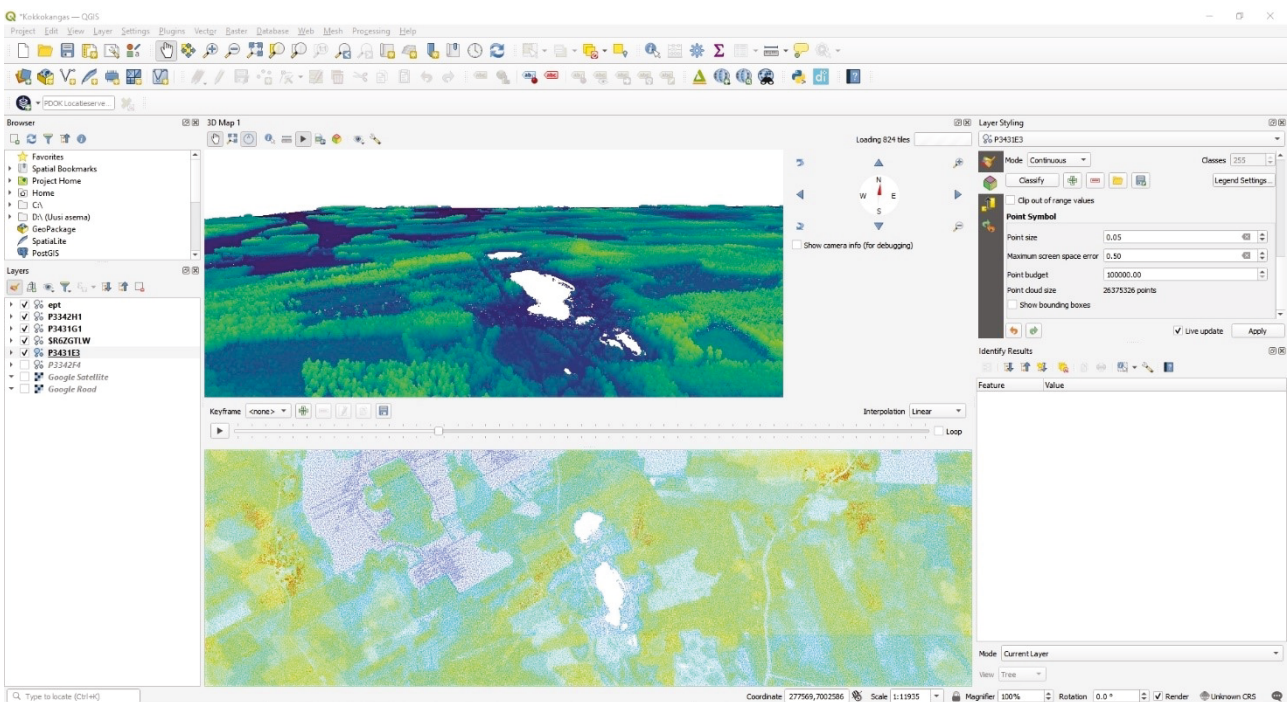 *Kokkokangas — QGIS
Project Edit View Layer Settings Plugins Vector Raster Database Web Mesh Processing Help
PDOK Locatieserve...
Browser
Favorites
Spatial Bookmarks
Project Home
Home
C:\
D:\ (Uusi asema)
GeoPackage
SpatiaLite
PostGIS
Layers
ept
P3342H1
P3431G1
SR6ZGTLW
P3431E3
P3342F4
Google Satellite
Google Road
3D Map 1
Loading 824 tiles
N
W E
S
Show camera info (for debugging)
Keyframe <none>
Interpolation Linear
Loop
Layer Styling
P3431E3
Mode Continuous Classes 255
Classify Legend Settings...
Clip out of range values
Point Symbol
Point size 0.05
Maximum screen space error 0.50
Point budget 100000.00
Point cloud size 26375326 points
Show bounding boxes
Live update Apply
Identify Results
Feature Value
Mode Current Layer
View Tree
Type to locate (Ctrl+K)
Coordinate 277569,7002586 Scale 1:11935 Magnifier 100% Rotation 0.0 ° Render Unknown CRS